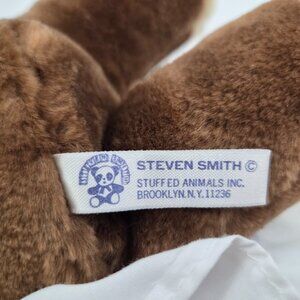 STEVEN SMITH ©
STUFFED ANIMALS INC.
BROOKLYN. N.Y. 11236